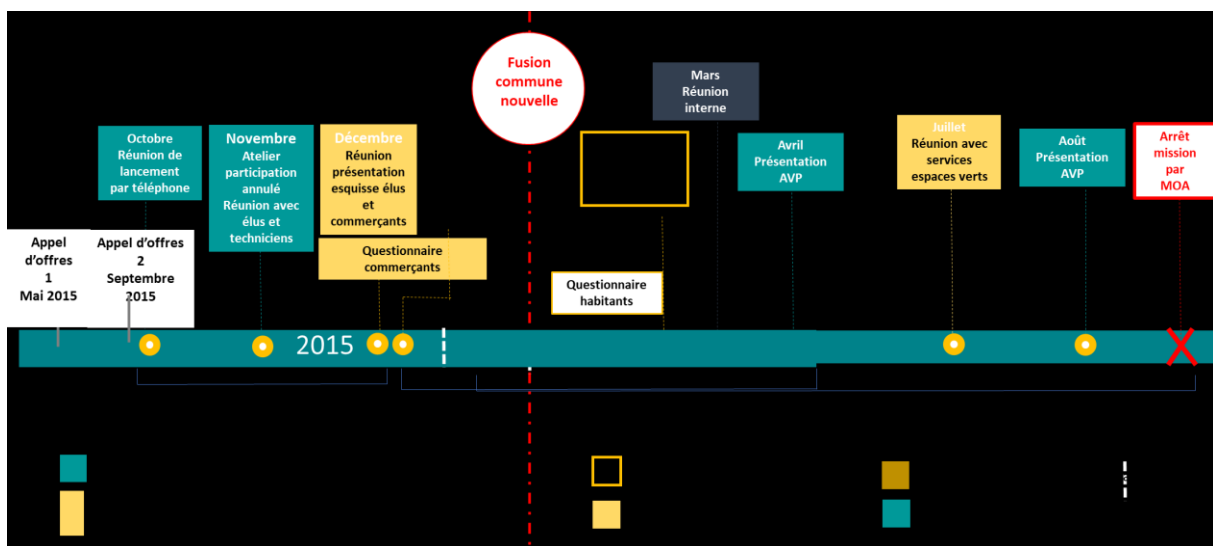 Fusion
commune
nouvelle
Mars
Réunion
interne
Octobre
Réunion de
lancement
par téléphone
Novembre
Atelier
participation
annulé
Réunion avec
élus et
techniciens
Décembre
Réunion
présentation
esquisse élus
et
commerçants
Avril
Présentation
AVP
Juillet
Réunion avec
services
espaces verts
Août
Présentation
AVP
Arrêt
mission
par
MOA
Appel
d’offres
1
Mai 2015
Appel d’offres
2
Septembre
2015
Questionnaire
commerçants
Questionnaire
habitants
2015